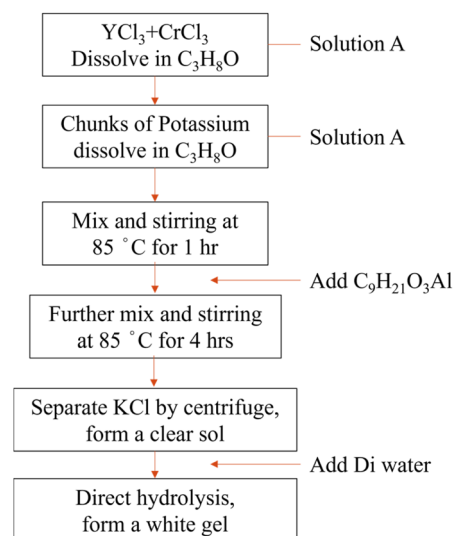 YCl₃+CrCl₃
Dissolve in C₃H₈O
Solution A
Chunks of Potassium
dissolve in C₃H₈O
Solution A
Mix and stirring at
85 °C for 1 hr
Add C₉H₂₁O₃Al
Further mix and stirring
at 85 °C for 4 hrs
Separate KCl by centrifuge,
form a clear sol
Add Di water
Direct hydrolysis,
form a white gel